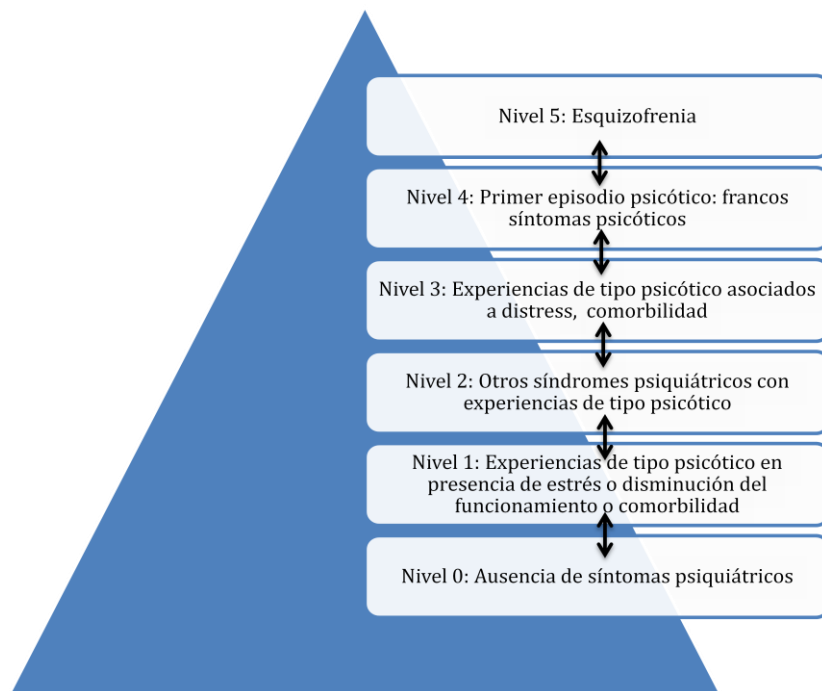 Nivel 5: Esquizofrenia
Nivel 4: Primer episodio psicótico: francos
síntomas psicóticos
Nivel 3: Experiencias de tipo psicótico asociados
a distress, comorbilidad
Nivel 2: Otros síndromes psiquiátricos con
experiencias de tipo psicótico
Nivel 1: Experiencias de tipo psicótico en
presencia de estrés o disminución del
funcionamiento o comorbilidad
Nivel 0: Ausencia de síntomas psiquiátricos